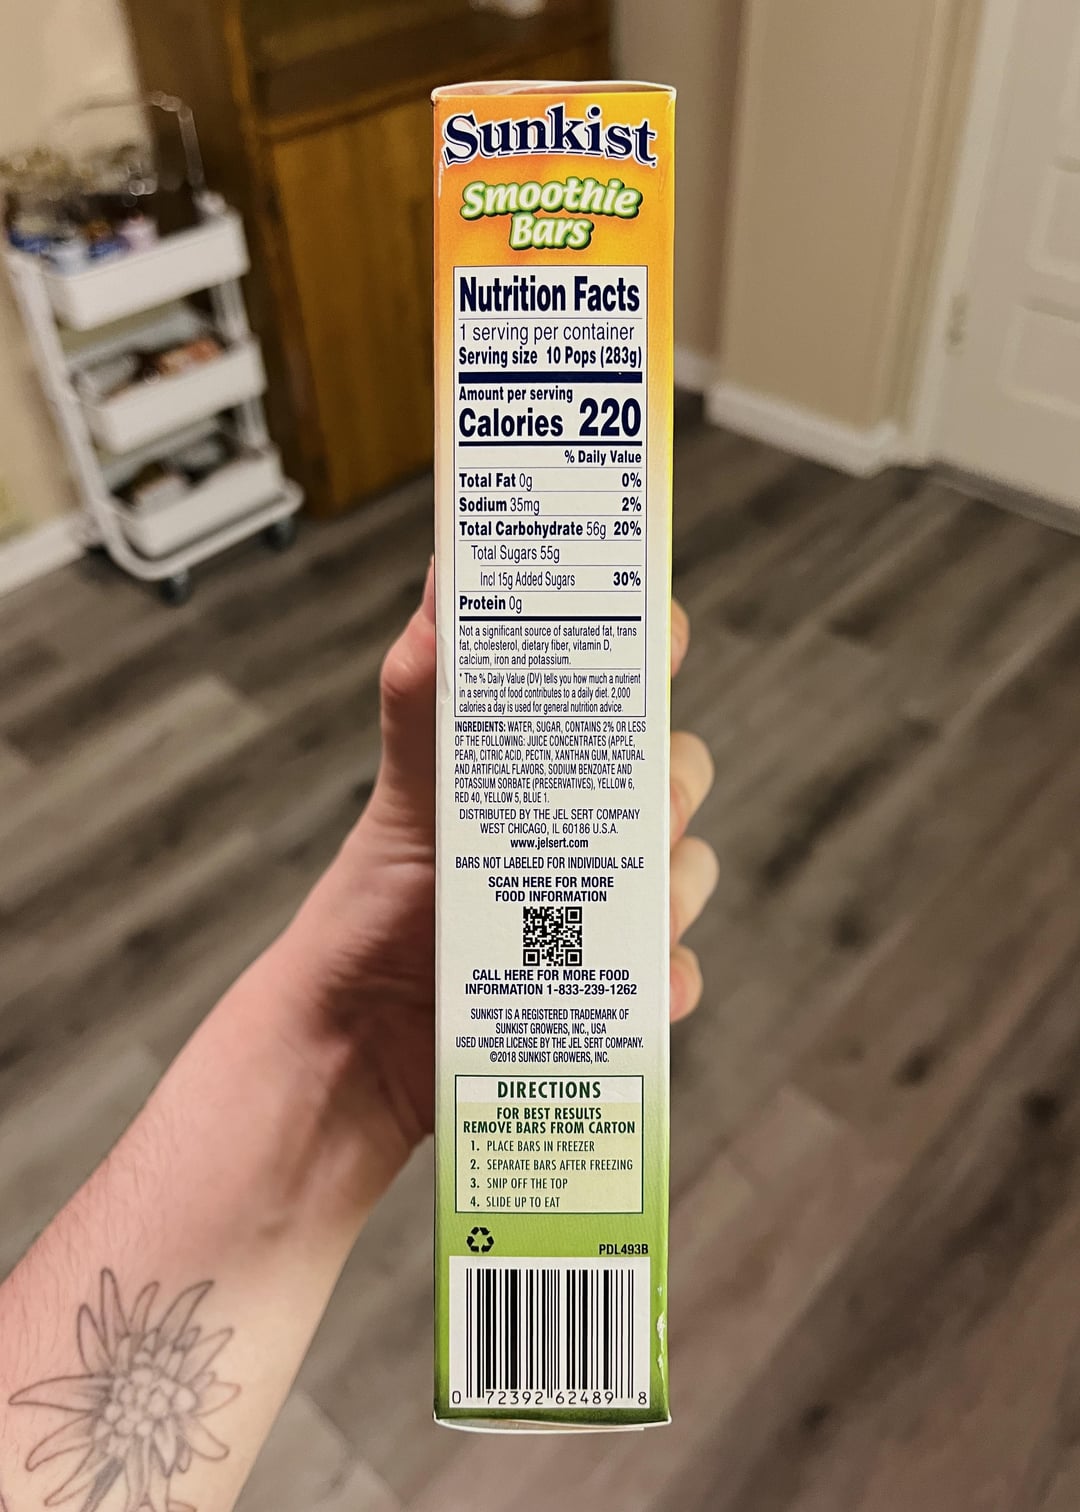 Sunkist
Smoothie
Bars
Nutrition Facts
1 serving per container
Serving size 10 Pops (283g)
Amount per serving
Calories 220
% Daily Value
Total Fat 0g 0%
Sodium 35mg 2%
Total Carbohydrate 56g 20%
Total Sugars 55g
Incl 15g Added Sugars 30%
Protein 0g
Not a significant source of saturated fat, trans
fat, cholesterol, dietary fiber, vitamin D,
calcium, iron and potassium.
* The % Daily Value (DV) tells you how much a nutrient
in a serving of food contributes to a daily diet. 2,000
calories a day is used for general nutrition advice.
INGREDIENTS: WATER, SUGAR, CONTAINS 2% OR LESS
OF THE FOLLOWING: JUICE CONCENTRATES (APPLE,
PEAR), CITRIC ACID, PECTIN, XANTHAN GUM, NATURAL
AND ARTIFICIAL FLAVORS, SODIUM BENZOATE AND
POTASSIUM SORBATE (PRESERVATIVES), YELLOW 6,
RED 40, YELLOW 5, BLUE 1.
DISTRIBUTED BY THE JEL SERT COMPANY
WEST CHICAGO, IL 60186 U.S.A.
www.jelsert.com
BARS NOT LABELED FOR INDIVIDUAL SALE
SCAN HERE FOR MORE
FOOD INFORMATION
CALL HERE FOR MORE FOOD
INFORMATION 1-833-239-1262
SUNKIST IS A REGISTERED TRADEMARK OF
SUNKIST GROWERS, INC., USA
USED UNDER LICENSE BY THE JEL SERT COMPANY.
©2018 SUNKIST GROWERS, INC.
DIRECTIONS
FOR BEST RESULTS
REMOVE BARS FROM CARTON
1. PLACE BARS IN FREEZER
2. SEPARATE BARS AFTER FREEZING
3. SNIP OFF THE TOP
4. SLIDE UP TO EAT
PDL493B
0 72392 62489 8